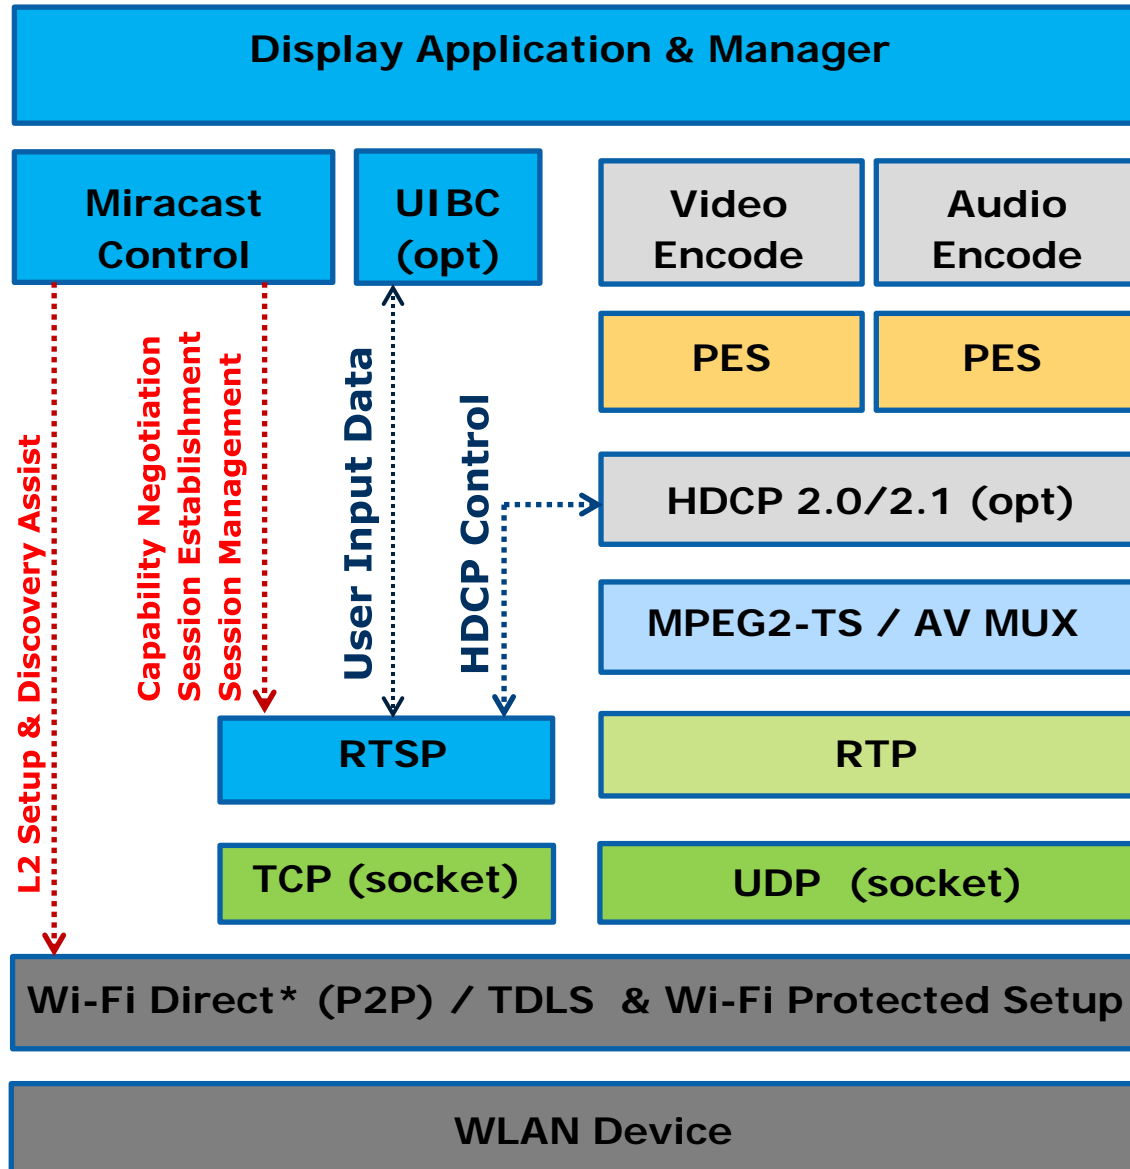 Display Application & Manager
Miracast
Control
UIBC
(opt)
Video
Encode
Audio
Encode
PES
PES
L2 Setup & Discovery Assist
Capability Negotiation
Session Establishment
Session Management
User Input Data
HDCP Control
HDCP 2.0/2.1 (opt)
MPEG2-TS / AV MUX
RTSP
RTP
TCP (socket)
UDP (socket)
Wi-Fi Direct* (P2P) / TDLS & Wi-Fi Protected Setup
WLAN Device